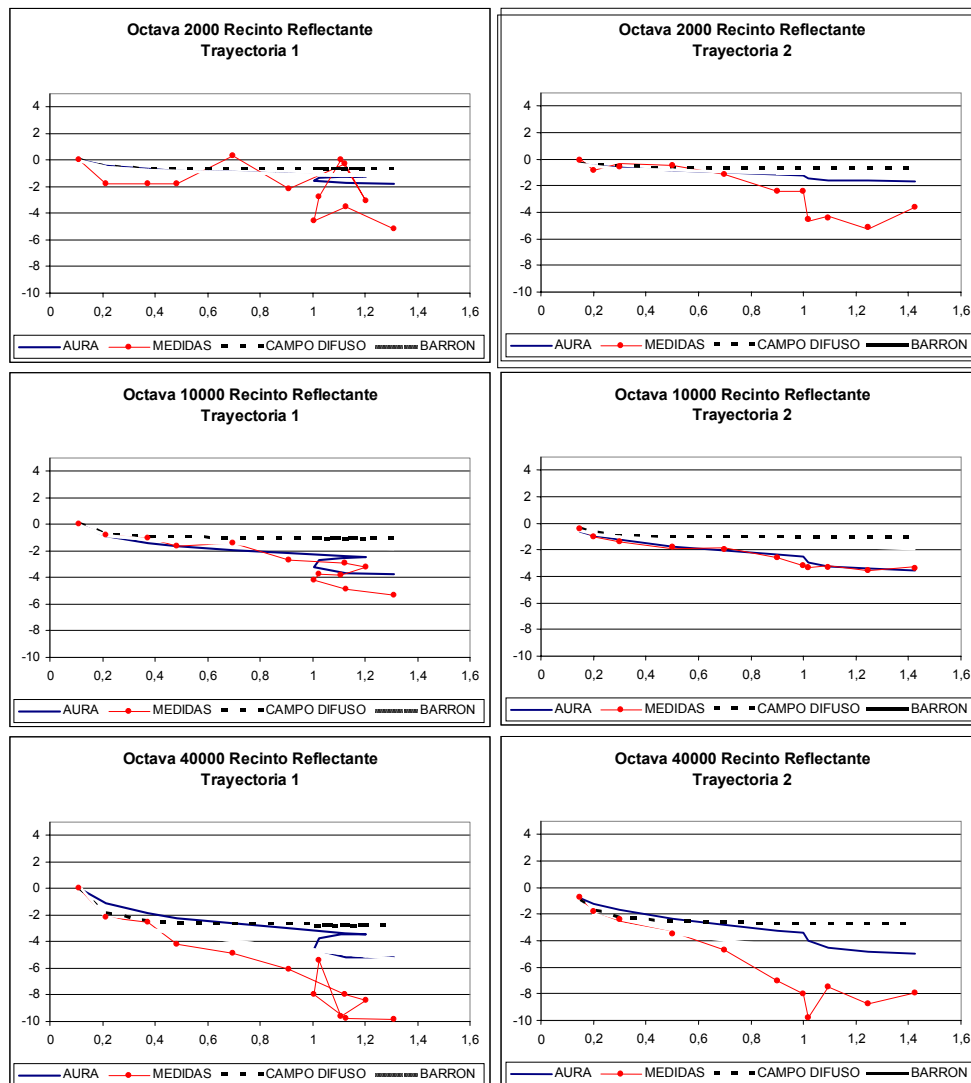 Octava 2000 Recinto Reflectante
Trayectoria 1
4
2
0
-2
-4
-6
-8
-10
0 0,2 0,4 0,6 0,8 1 1,2 1,4 1,6
AURA MEDIDAS CAMPO DIFUSO BARRON
Octava 2000 Recinto Reflectante
Trayectoria 2
4
2
0
-2
-4
-6
-8
-10
0 0,2 0,4 0,6 0,8 1 1,2 1,4 1,6
AURA MEDIDAS CAMPO DIFUSO BARRON
Octava 10000 Recinto Reflectante
Trayectoria 1
4
2
0
-2
-4
-6
-8
-10
0 0,2 0,4 0,6 0,8 1 1,2 1,4 1,6
AURA MEDIDAS CAMPO DIFUSO BARRON
Octava 10000 Recinto Reflectante
Trayectoria 2
4
2
0
-2
-4
-6
-8
-10
0 0,2 0,4 0,6 0,8 1 1,2 1,4 1,6
AURA MEDIDAS CAMPO DIFUSO BARRON
Octava 40000 Recinto Reflectante
Trayectoria 1
4
2
0
-2
-4
-6
-8
-10
0 0,2 0,4 0,6 0,8 1 1,2 1,4 1,6
AURA MEDIDAS CAMPO DIFUSO BARRON
Octava 40000 Recinto Reflectante
Trayectoria 2
4
2
0
-2
-4
-6
-8
-10
0 0,2 0,4 0,6 0,8 1 1,2 1,4 1,6
AURA MEDIDAS CAMPO DIFUSO BARRON